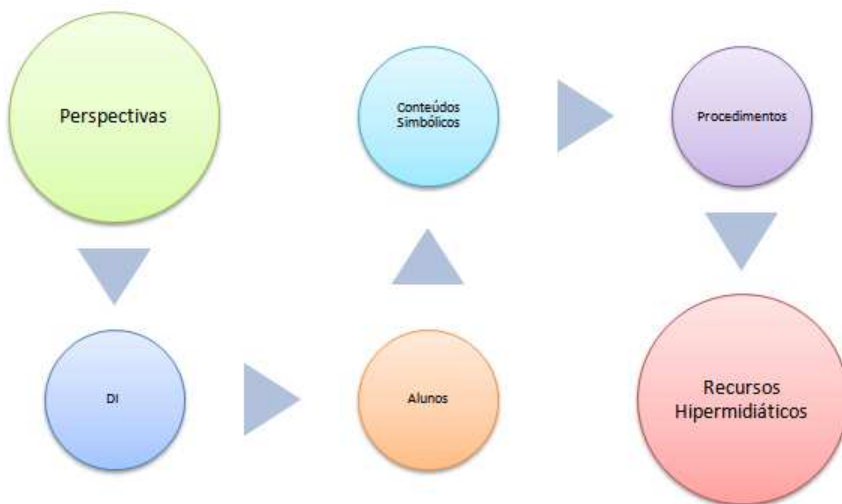 Perspectivas
DI
Alunos
Conteúdos
Simbólicos
Procedimentos
Recursos
Hipermidiáticos